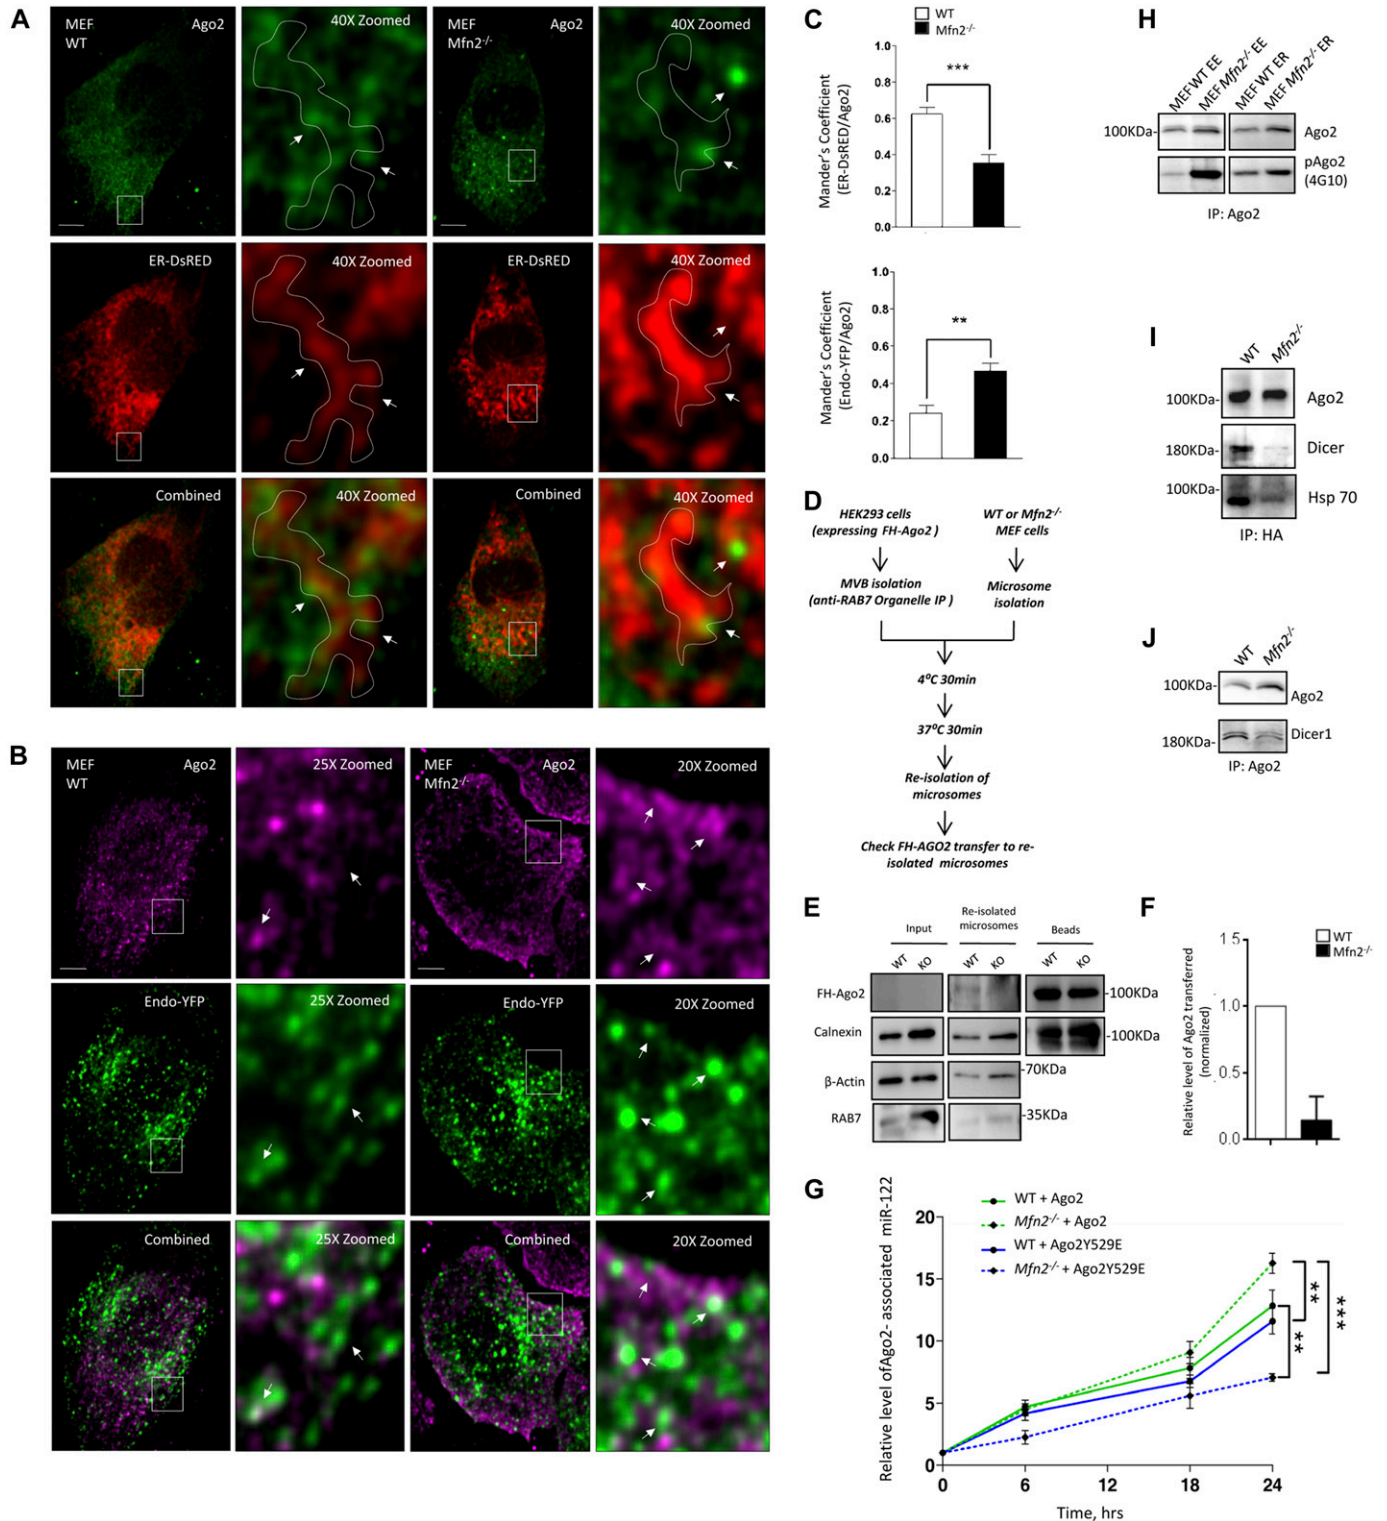 A
MEF
WT
Ago2
40X Zoomed
MEF
Mfn2-/-
Ago2
40X Zoomed
ER-DsRED
40X Zoomed
ER-DsRED
40X Zoomed
Combined
40X Zoomed
Combined
40X Zoomed
B
MEF
WT
Ago2
25X Zoomed
MEF
Mfn2-/-
Ago2
20X Zoomed
Endo-YFP
25X Zoomed
Endo-YFP
20X Zoomed
Combined
25X Zoomed
Combined
20X Zoomed
C
WT
Mfn2-/-
Mander's Coefficient
(ER-DsRED/Ago2)
1.0
0.8
0.6
0.4
0.2
0.0
***
Mander's Coefficient
(Endo-YFP/Ago2)
1.0
0.8
0.6
0.4
0.2
0.0
**
D
HEK293 cells
(expressing FH-Ago2 )
WT or Mfn2-/-
MEF cells
MVB isolation
(anti-RAB7 Organelle IP )
Microsome
isolation
4⁰C 30min
37⁰C 30min
Re-isolation of
microsomes
Check FH-AGO2 transfer to re-
isolated microsomes
E
Input
Re-isolated
microsomes
Beads
WT
KO
WT
KO
WT
KO
FH-Ago2
-100KDa
Calnexin
-100KDa
β-Actin
-70KDa
RAB7
-35KDa
F
WT
Mfn2-/-
Relative level of Ago2 transferred
(normalized)
1.5
1.0
0.5
0.0
G
WT + Ago2
Mfn2-/- + Ago2
WT + Ago2Y529E
Mfn2-/- + Ago2Y529E
Relative level ofAgo2- associated miR-122
20
15
10
5
0
0
6
12
18
24
Time, hrs
**
**
***
H
MEF WT EE
MEF Mfn2-/- EE
MEF WT ER
MEF Mfn2-/- ER
100KDa-
Ago2
pAgo2
(4G10)
IP: Ago2
I
WT
Mfn2-/-
100KDa-
Ago2
180KDa-
Dicer
100KDa-
Hsp 70
IP: HA
J
WT
Mfn2-/-
100KDa-
Ago2
180KDa-
Dicer1
IP: Ago2